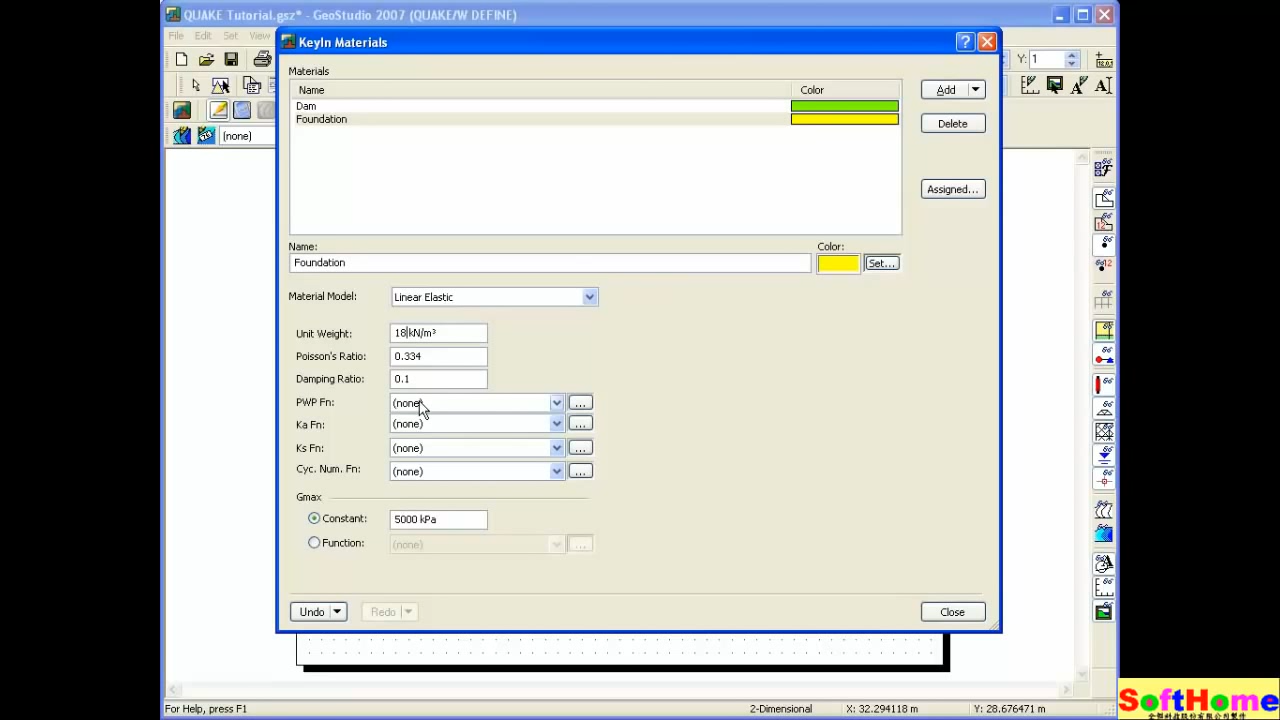 QUAKE Tutorial.gsz* - GeoStudio 2007 (QUAKE/W DEFINE)
File Edit Set View
KeyIn Materials
Y: 1
(none)
Materials
Name Color
Dam
Foundation
Add
Delete
Assigned...
Name: Color:
Foundation Set...
Material Model: Linear Elastic
Unit Weight: 18 kN/m³
Poisson's Ratio: 0.334
Damping Ratio: 0.1
PWP Fn: (none) ...
Ka Fn: (none) ...
Ks Fn: (none) ...
Cyc. Num. Fn: (none) ...
Gmax
Constant: 5000 kPa
Function: (none) ...
Undo Redo Close
For Help, press F1 2-Dimensional X: 32.294118 m Y: 28.676471 m
SoftHome